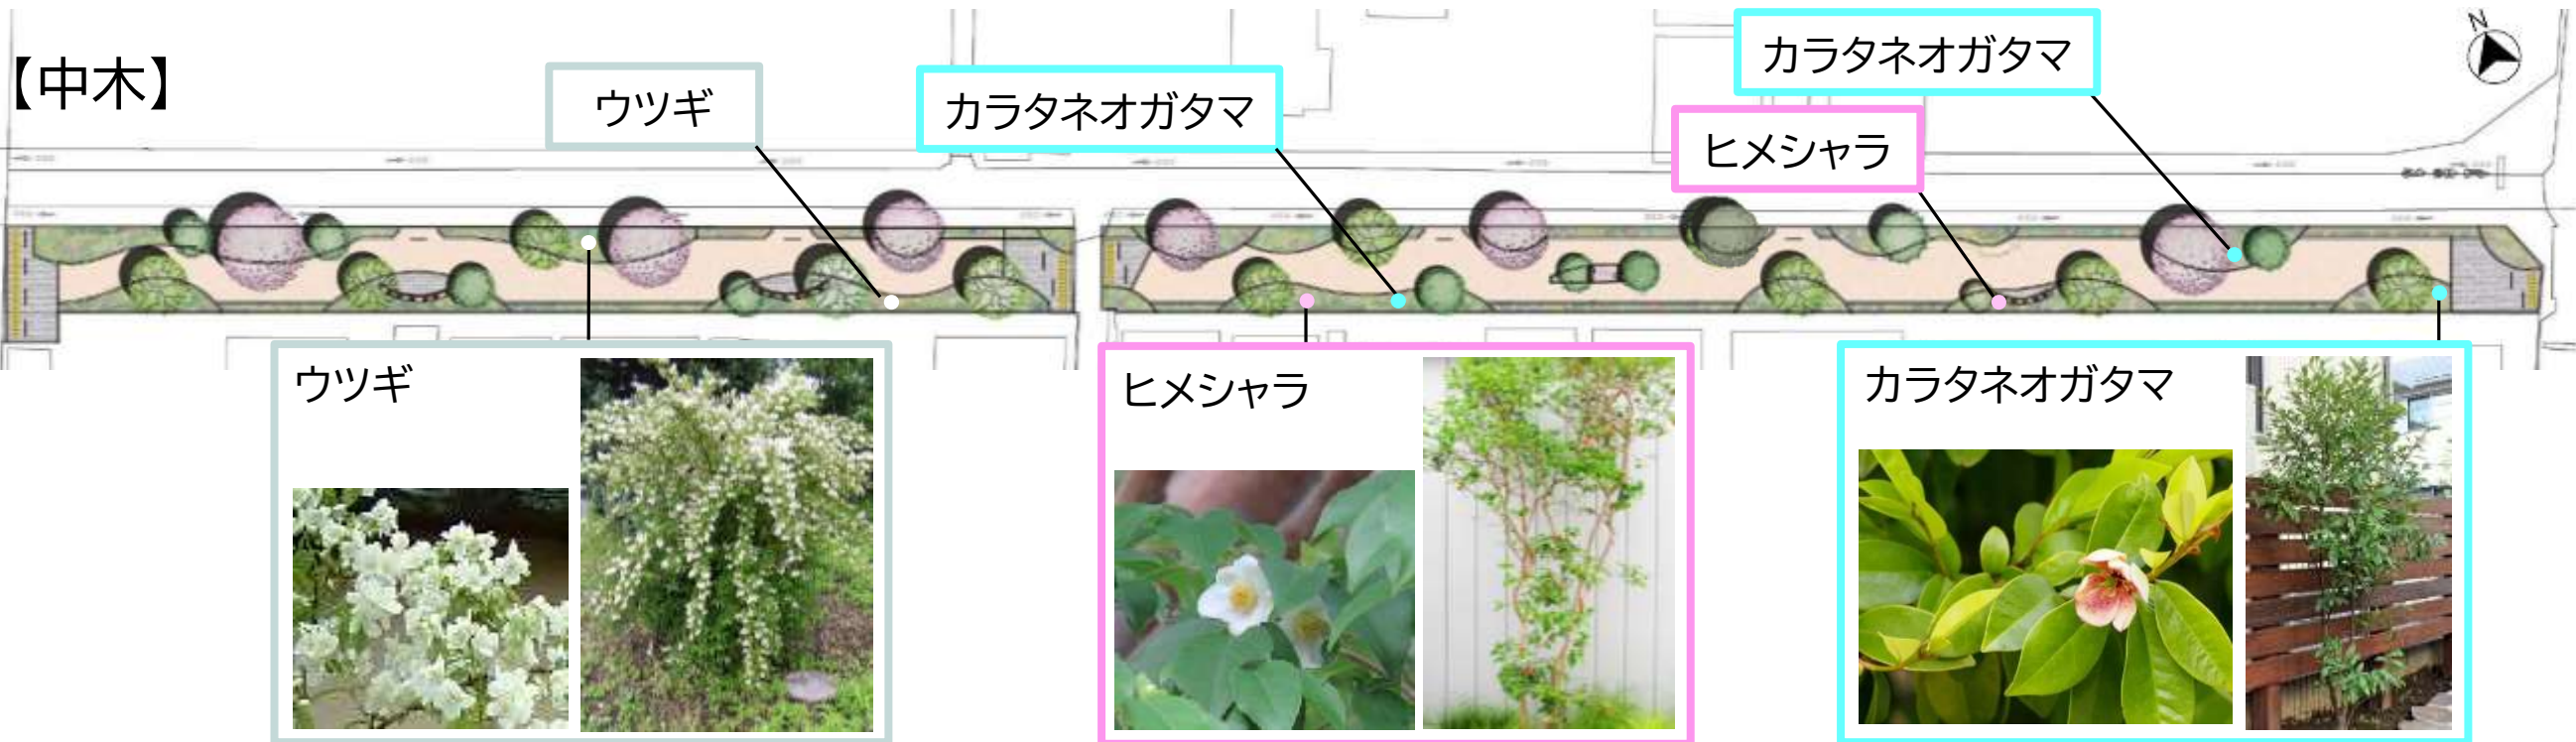 【中木】
ウツギ
カラタネオガタマ
カラタネオガタマ
ヒメシャラ
N
ウツギ
ヒメシャラ
カラタネオガタマ